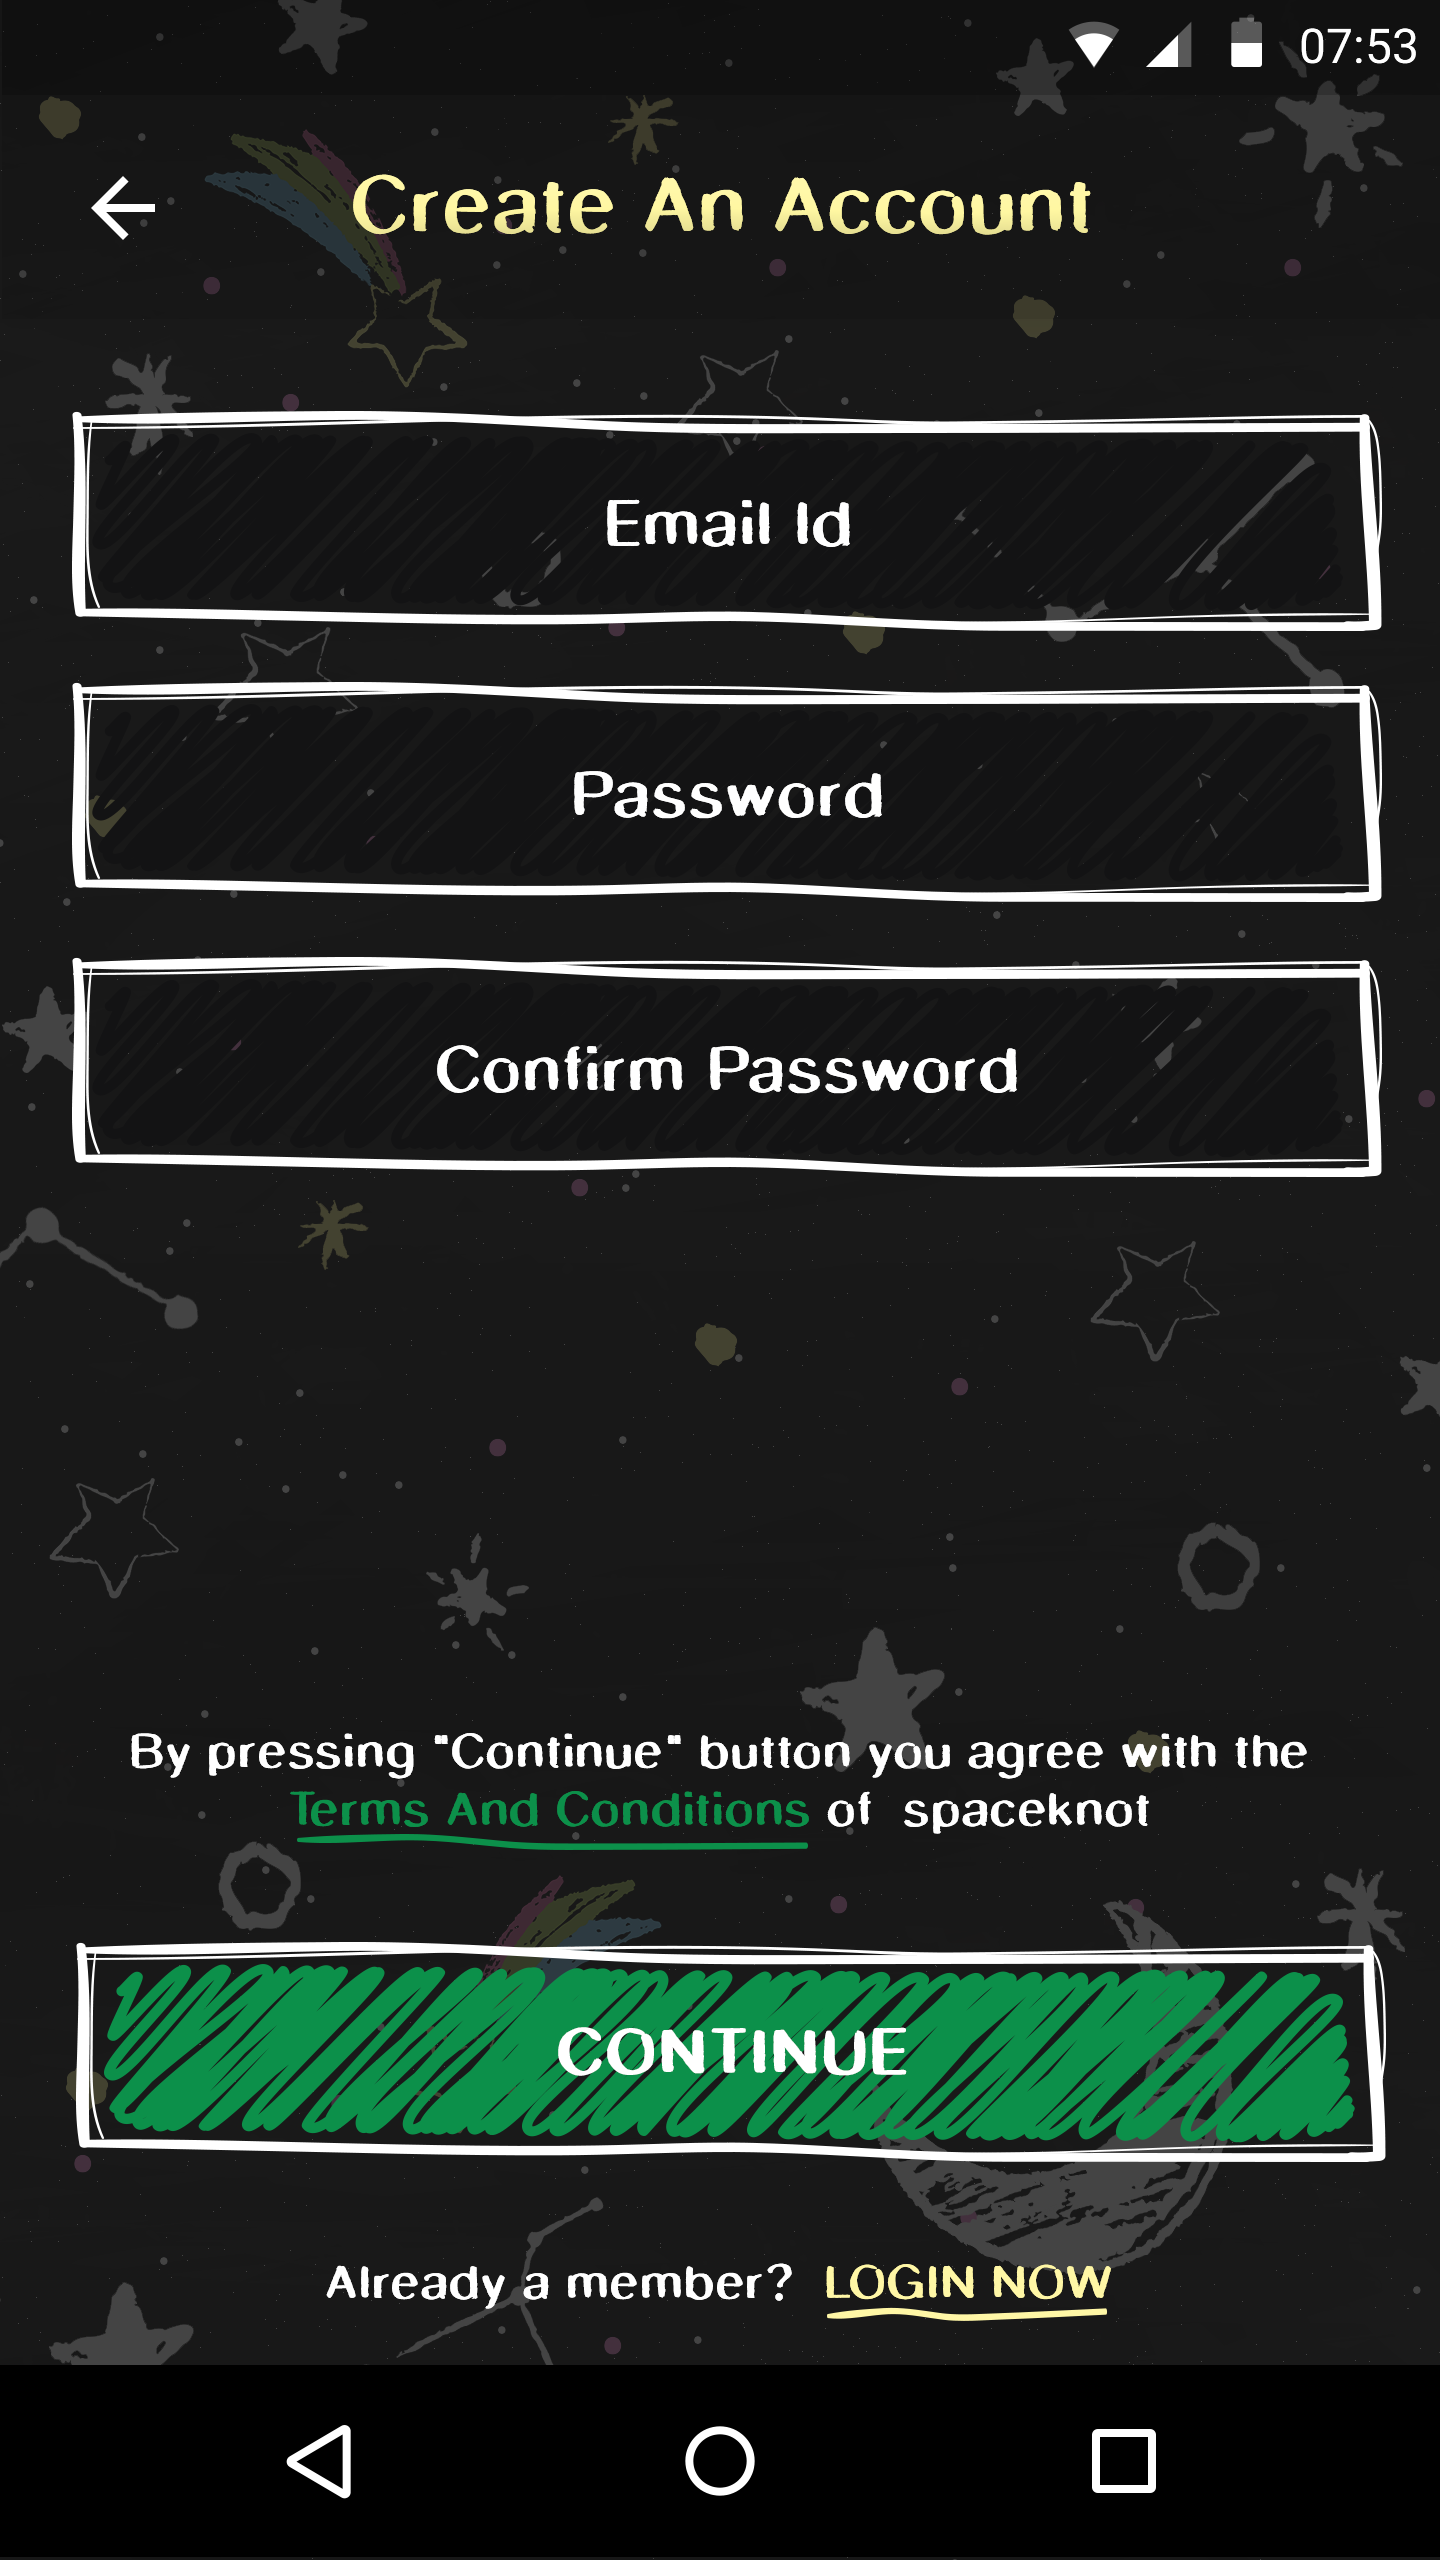 07:53
Create An Account
Email Id
Password
Confirm Password
By pressing "Continue" button you agree with the
Terms And Conditions of spaceknot
CONTINUE
Already a member? LOGIN NOW